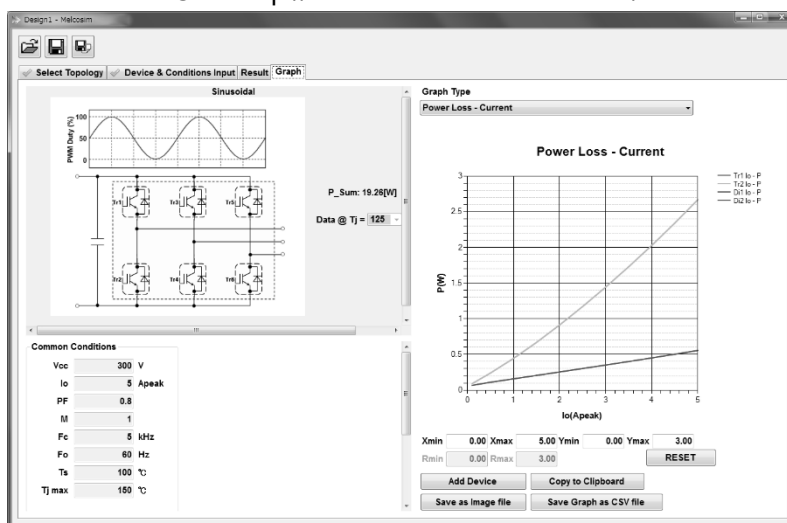 Design1 - Melcosim
Select Topology Device & Conditions Input Result Graph
Sinusoidal
PWM Duty (%)
100
50
0
Tr1 Tr3 Tr5
Tr2 Tr4 Tr6
P_Sum: 19.26[W]
Data @ Tj = 125
Common Conditions
Vcc 300 V
Io 5 Apeak
PF 0.8
M 1
Fc 5 kHz
Fo 60 Hz
Ts 100 °C
Tj max 150 °C
Graph Type
Power Loss - Current
Power Loss - Current
Tr1 Io - P
Tr2 Io - P
Di1 Io - P
Di2 Io - P
P(W)
3
2.5
2
1.5
1
0.5
0
0 1 2 3 4 5
Io(Apeak)
Xmin 0.00 Xmax 5.00 Ymin 0.00 Ymax 3.00
Rmin 0.00 Rmax 3.00 RESET
Add Device Copy to Clipboard
Save as Image file Save Graph as CSV file